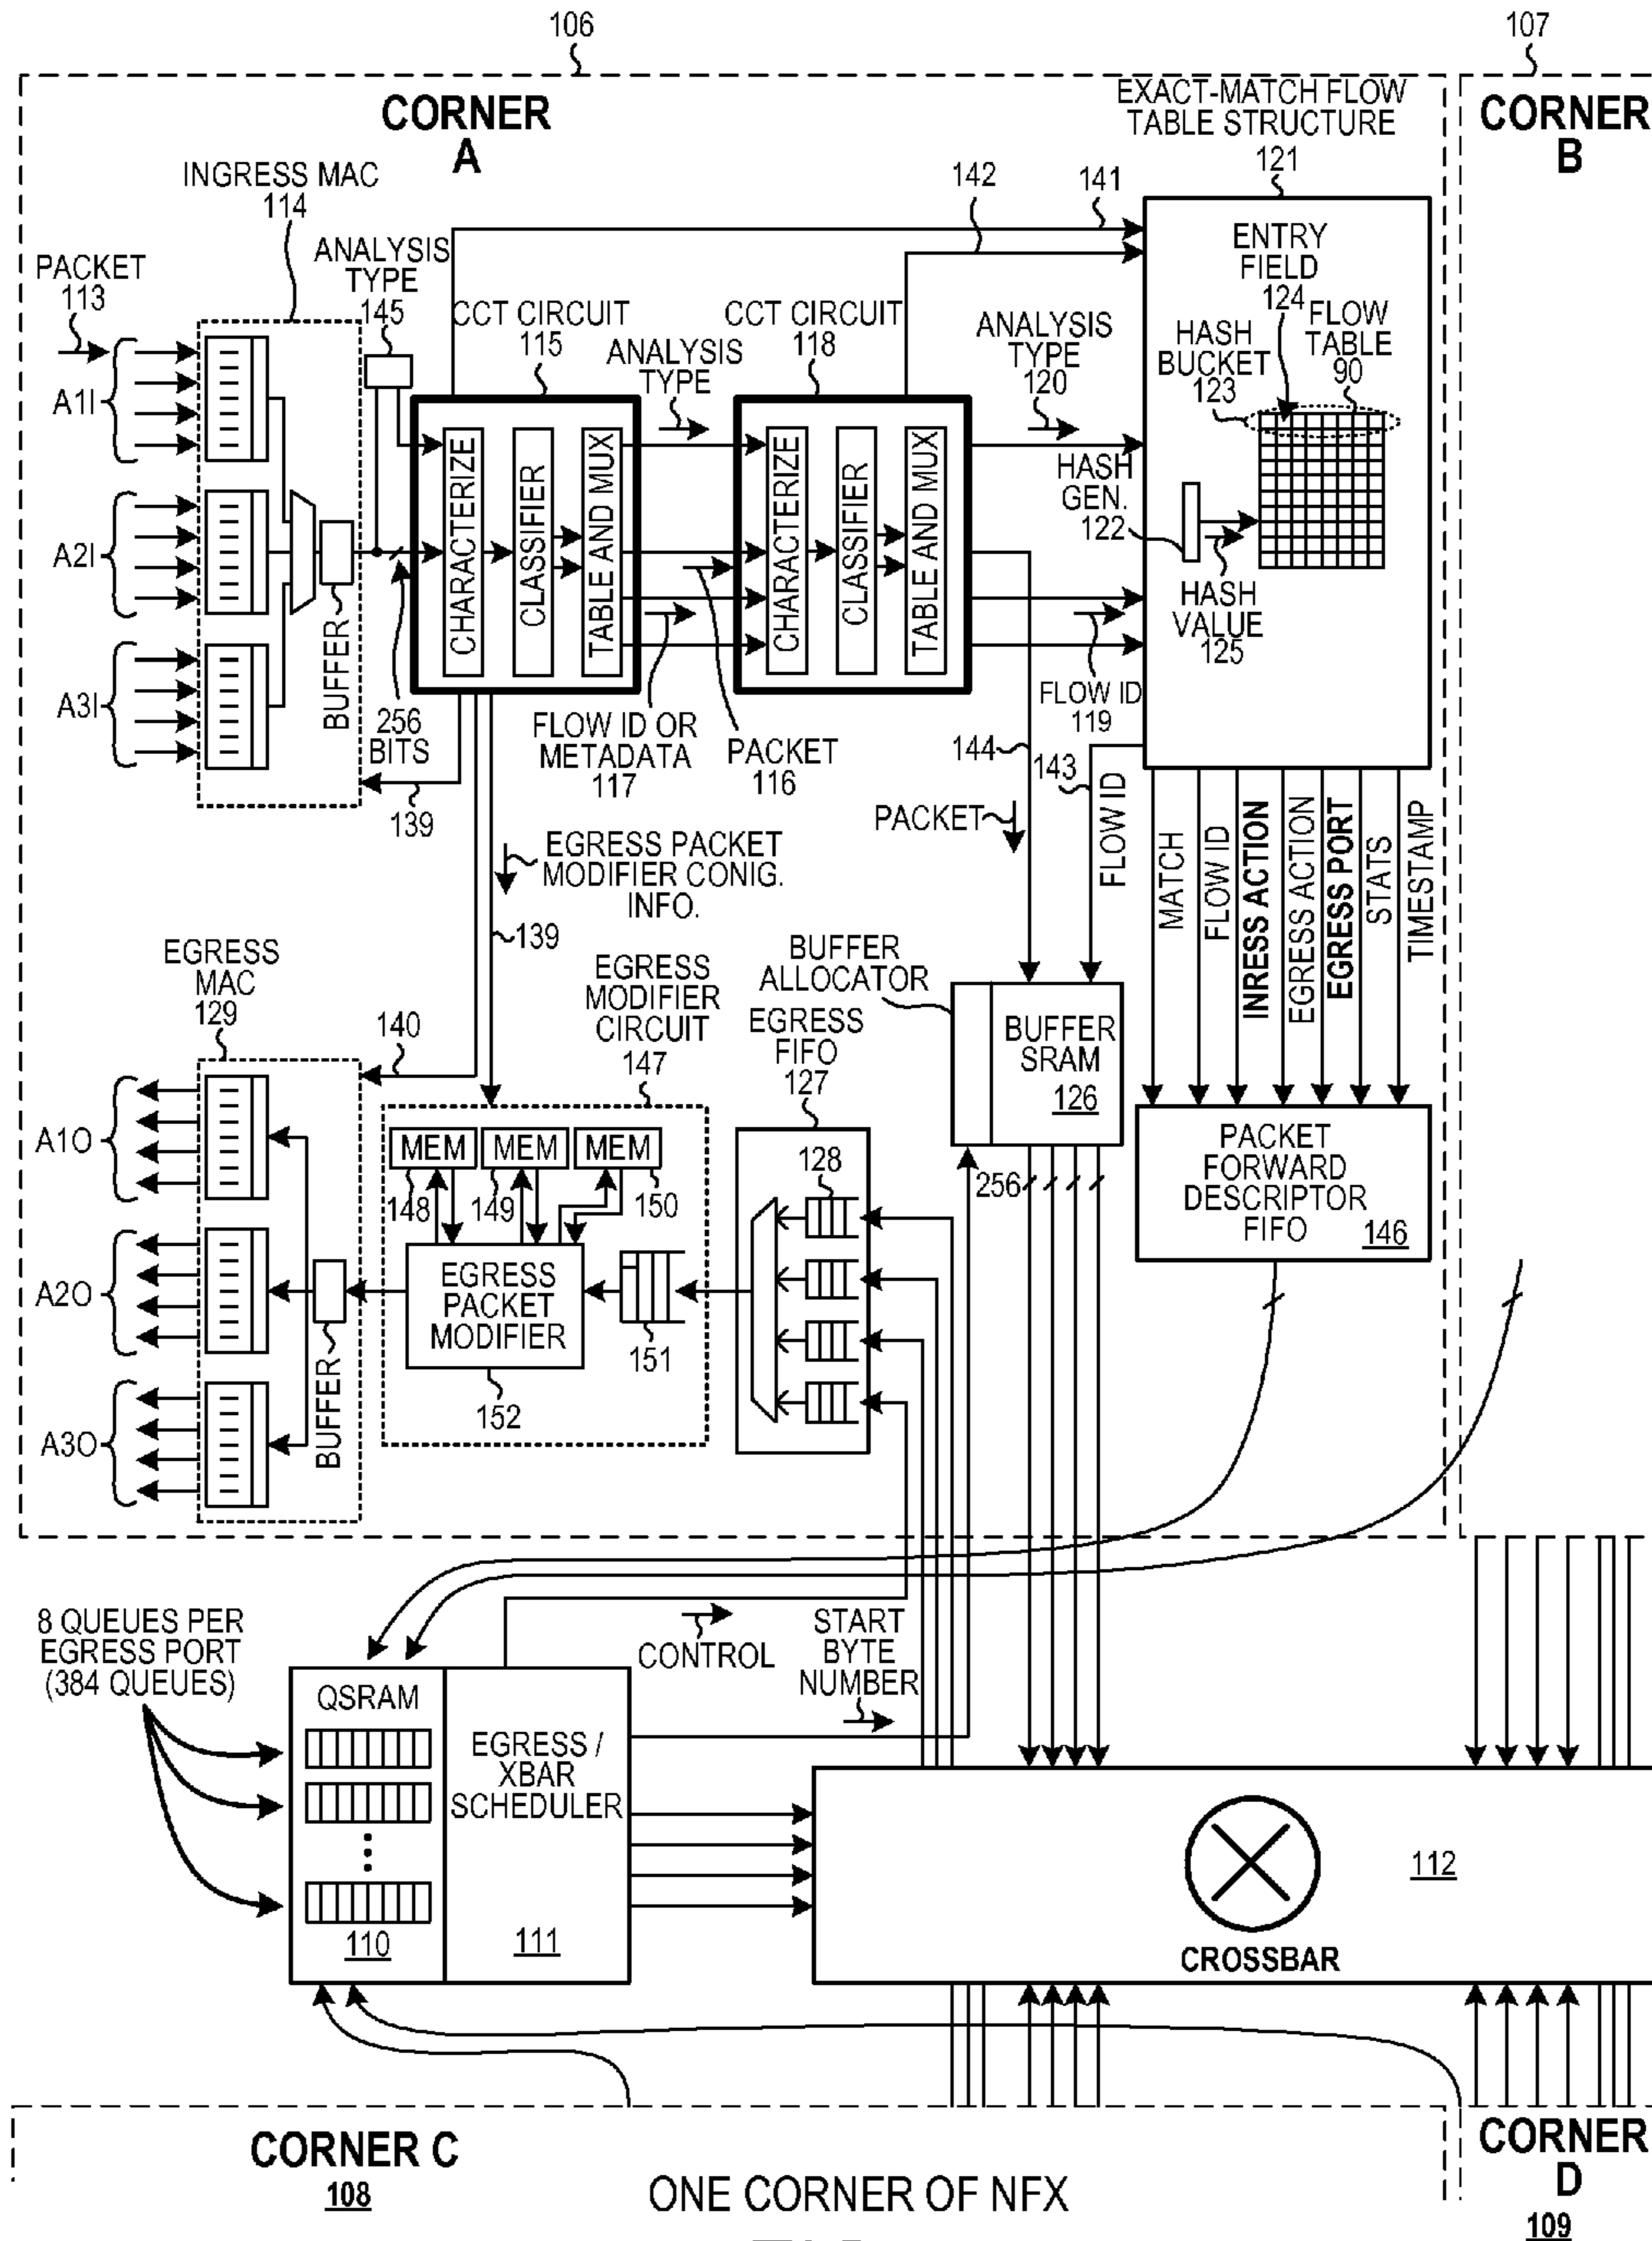 106
107
CORNER
A
EXACT-MATCH FLOW
TABLE STRUCTURE
121
CORNER
B
INGRESS MAC
114
142
141
PACKET
113
ANALYSIS
TYPE
145
CCT CIRCUIT
115
ANALYSIS
TYPE
CCT CIRCUIT
118
ANALYSIS
TYPE
120
ENTRY
FIELD
124
FLOW
TABLE
90
HASH
BUCKET
123
A1I
A2I
A3I
BUFFER
256
BITS
CHARACTERIZE
CLASSIFIER
TABLE AND MUX
CHARACTERIZE
CLASSIFIER
TABLE AND MUX
HASH
GEN.
122
HASH
VALUE
125
FLOW ID
119
FLOW ID OR
METADATA
117
PACKET
116
144
143
139
PACKET
FLOW ID
EGRESS PACKET
MODIFIER CONIG.
INFO.
139
MATCH
FLOW ID
INRESS ACTION
EGRESS ACTION
EGRESS PORT
STATS
TIMESTAMP
EGRESS
MAC
129
140
EGRESS
MODIFIER
CIRCUIT
147
BUFFER
ALLOCATOR
EGRESS
FIFO
127
BUFFER
SRAM
126
A1O
A2O
A3O
BUFFER
MEM
MEM
MEM
148
149
150
EGRESS
PACKET
MODIFIER
152
151
128
256
PACKET
FORWARD
DESCRIPTOR
FIFO
146
8 QUEUES PER
EGRESS PORT
(384 QUEUES)
CONTROL
START
BYTE
NUMBER
QSRAM
110
EGRESS /
XBAR
SCHEDULER
111
112
CROSSBAR
CORNER C
108
ONE CORNER OF NFX
CORNER
D
109